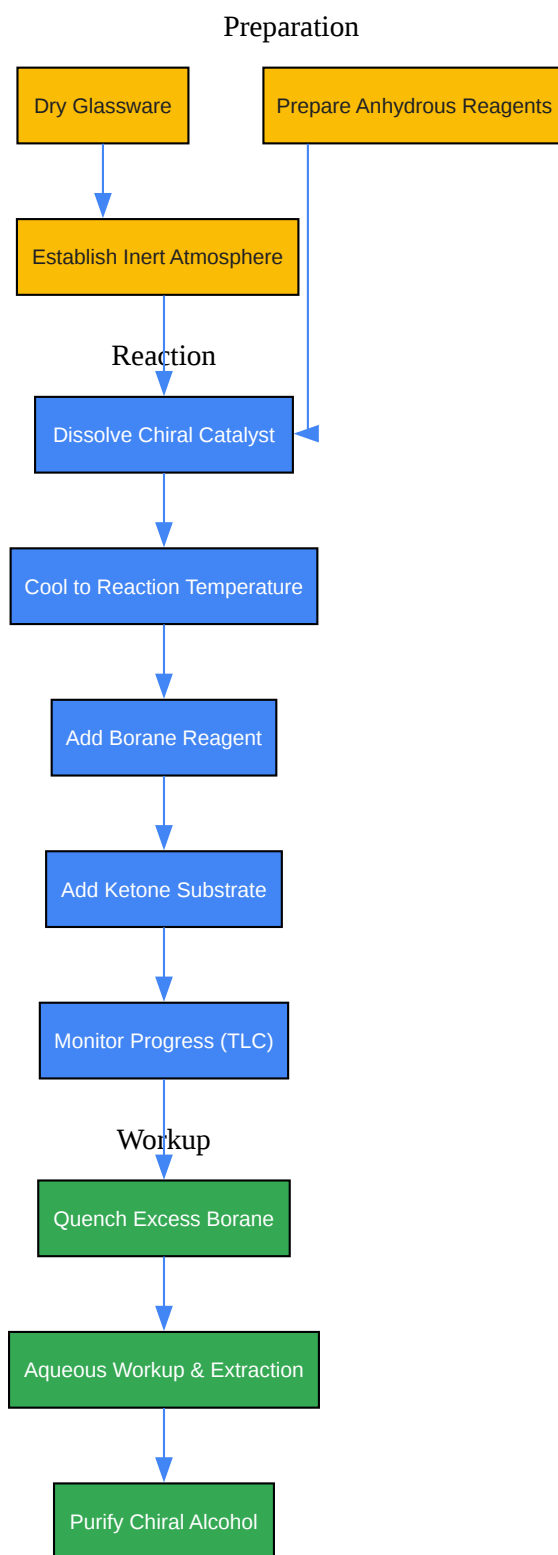 Preparation
Dry Glassware
Prepare Anhydrous Reagents
Establish Inert Atmosphere
Reaction
Dissolve Chiral Catalyst
Cool to Reaction Temperature
Add Borane Reagent
Add Ketone Substrate
Monitor Progress (TLC)
Workup
Quench Excess Borane
Aqueous Workup & Extraction
Purify Chiral Alcohol